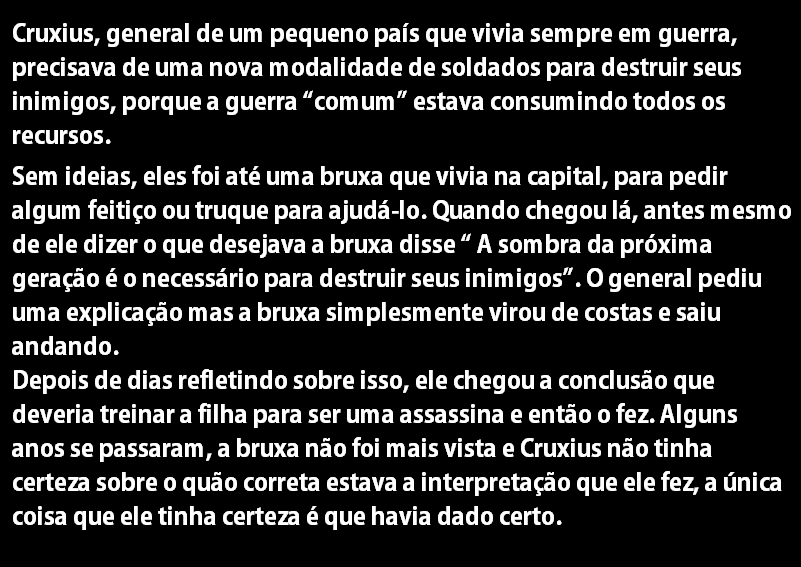 Cruxius, general de um pequeno país que vivia sempre em guerra,
precisava de uma nova modalidade de soldados para destruir seus
inimigos, porque a guerra “comum” estava consumindo todos os
recursos.
Sem ideias, eles foi até uma bruxa que vivia na capital, para pedir
algum feitiço ou truque para ajudá-lo. Quando chegou lá, antes mesmo
de ele dizer o que desejava a bruxa disse “ A sombra da próxima
geração é o necessário para destruir seus inimigos”. O general pediu
uma explicação mas a bruxa simplesmente virou de costas e saiu
andando.
Depois de dias refletindo sobre isso, ele chegou a conclusão que
deveria treinar a filha para ser uma assassina e então o fez. Alguns
anos se passaram, a bruxa não foi mais vista e Cruxius não tinha
certeza sobre o quão correta estava a interpretação que ele fez, a única
coisa que ele tinha certeza é que havia dado certo.